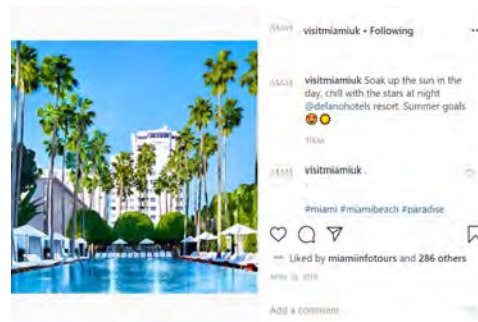 visitmiamiuk • Following
visitmiamiuk Soak up the sun in the
day, chill with the stars at night
@delanohotels resort. Summer goals
😍🌞
visitmiamiuk .
.
#miami #miamibeach #paradise
Liked by miamiinfotours and 286 others
Add a comment